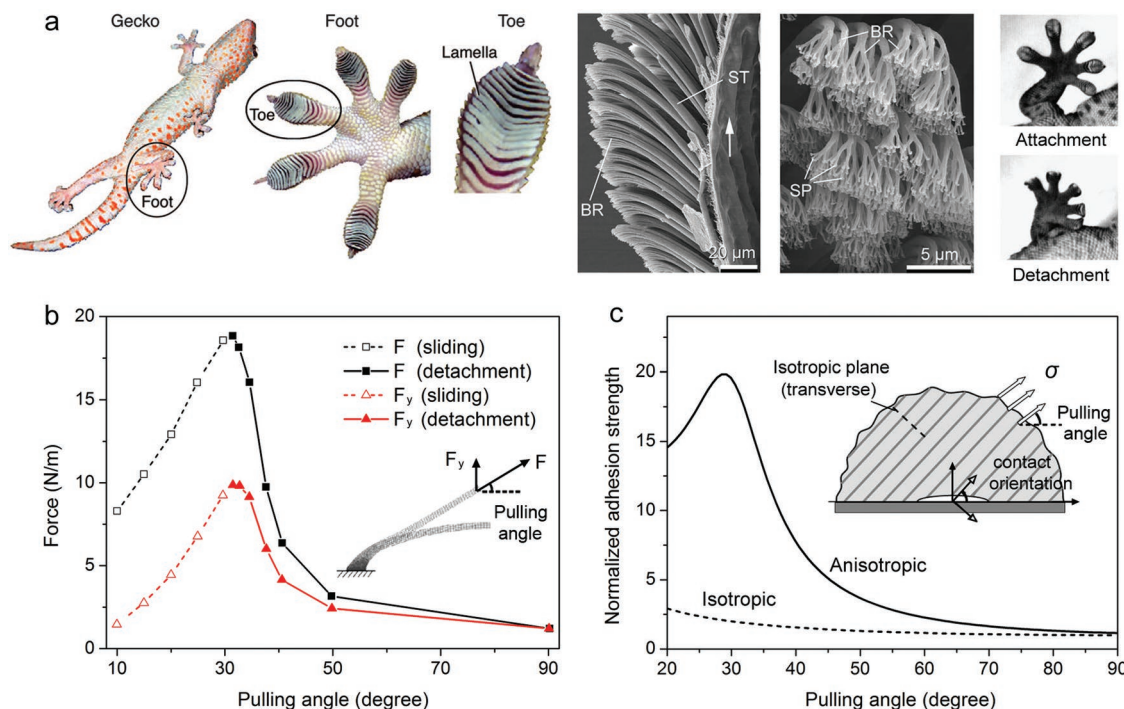 a
Gecko
Foot
Toe
Lamella
Toe
Foot
ST
BR
20 µm
BR
SP
5 µm
Attachment
Detachment
b
Force (N/m)
20
15
10
5
0
10
30
50
70
90
Pulling angle (degree)
F (sliding)
F (detachment)
Fy (sliding)
Fy (detachment)
Fy
F
Pulling
angle
c
Normalized adhesion strength
20
15
10
5
0
20
30
40
50
60
70
80
90
Pulling angle (degree)
Isotropic plane
(transverse)
σ
Pulling
angle
contact
orientation
Anisotropic
Isotropic